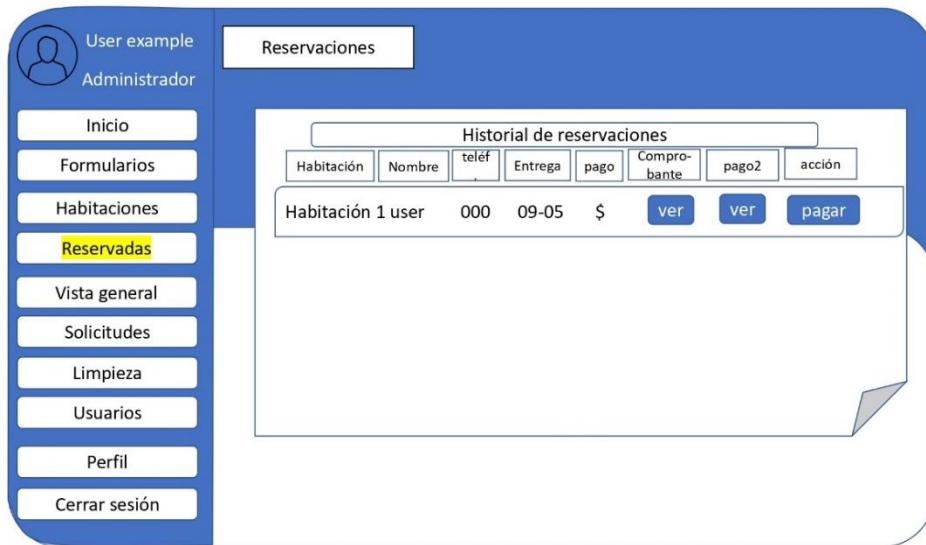 User example
Administrador
Inicio
Formularios
Habitaciones
Reservadas
Vista general
Solicitudes
Limpieza
Usuarios
Perfil
Cerrar sesión
Reservaciones
Historial de reservaciones
Habitación Nombre teléf. Entrega pago Compro-bante pago2 acción
Habitación 1 user 000 09-05 $ ver ver pagar